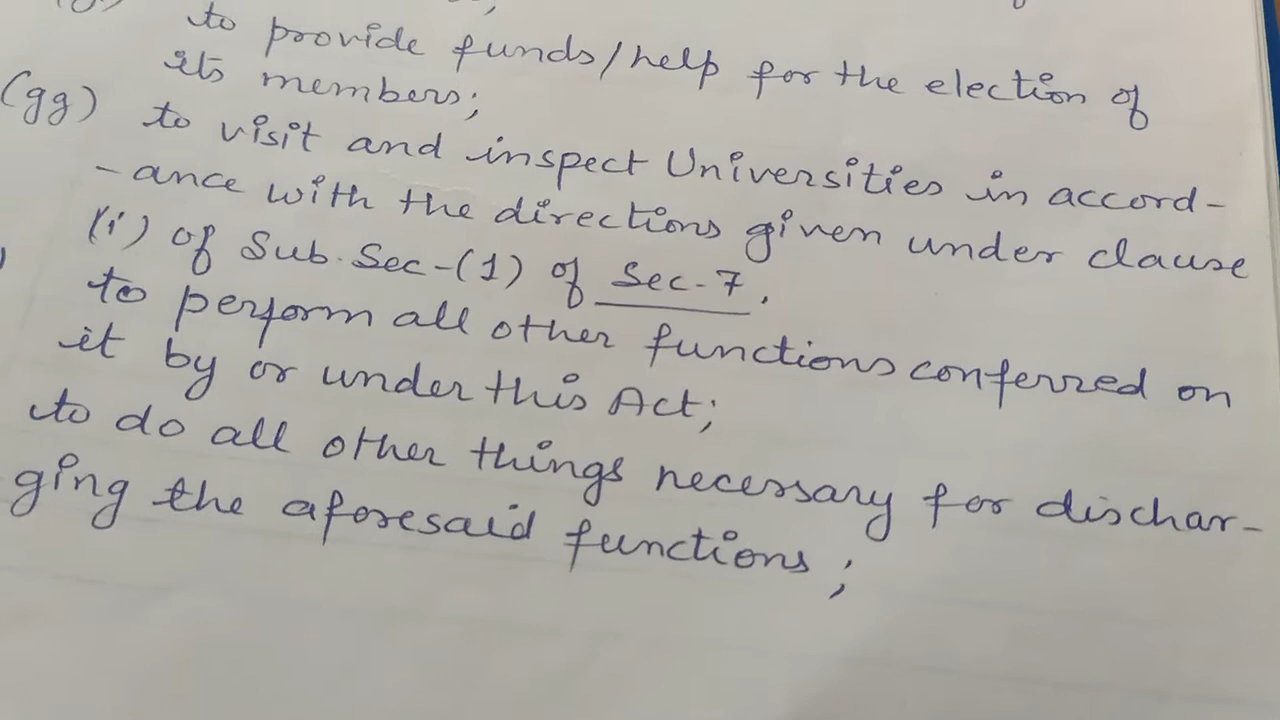 to provide funds/help for the election of
its members;
(gg) to visit and inspect Universities in accord-
-ance with the directions given under clause
(i) of Sub.Sec-(1) of Sec-7.
to perform all other functions conferred on
it by or under this Act;
to do all other things necessary for dischar-
ging the aforesaid functions;